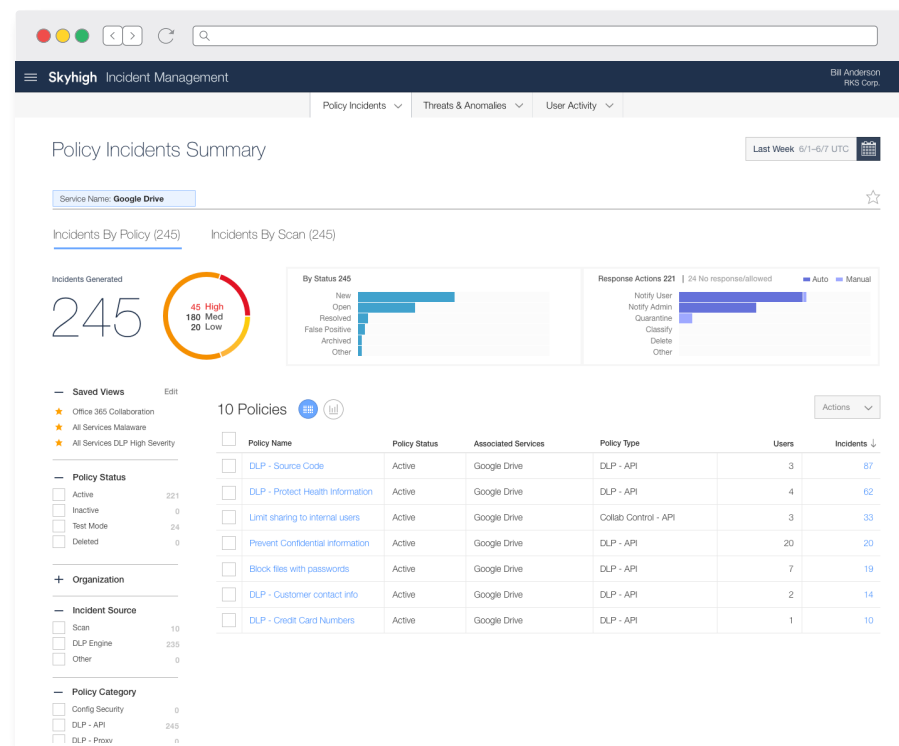 Skyhigh Incident Management
Bill Anderson
RKS Corp.
Policy Incidents
Threats & Anomalies
User Activity
Policy Incidents Summary
Last Week 6/1–6/7 UTC
Service Name: Google Drive
Incidents By Policy (245)
Incidents By Scan (245)
Incidents Generated
245
45 High
180 Med
20 Low
By Status 245
New
Open
Resolved
False Positive
Archived
Other
Response Actions 221 | 24 No response/allowed
Auto
Manual
Notify User
Notify Admin
Quarantine
Classify
Delete
Other
Saved Views Edit
Office 365 Collaboration
All Services Malaware
All Services DLP High Severity
Policy Status
Active 221
Inactive 0
Test Mode 24
Deleted 0
Organization
Incident Source
Scan 10
DLP Engine 235
Other 0
Policy Category
Config Security 0
DLP - API 245
DLP - Proxy 0
10 Policies
Actions
Policy Name Policy Status Associated Services Policy Type Users Incidents ↓
DLP - Source Code Active Google Drive DLP - API 3 87
DLP - Protect Health Information Active Google Drive DLP - API 4 62
Limit sharing to internal users Active Google Drive Collab Control - API 3 33
Prevent Confidential information Active Google Drive DLP - API 20 20
Block files with passwords Active Google Drive DLP - API 7 19
DLP - Customer contact info Active Google Drive DLP - API 2 14
DLP - Credit Card Numbers Active Google Drive DLP - API 1 10